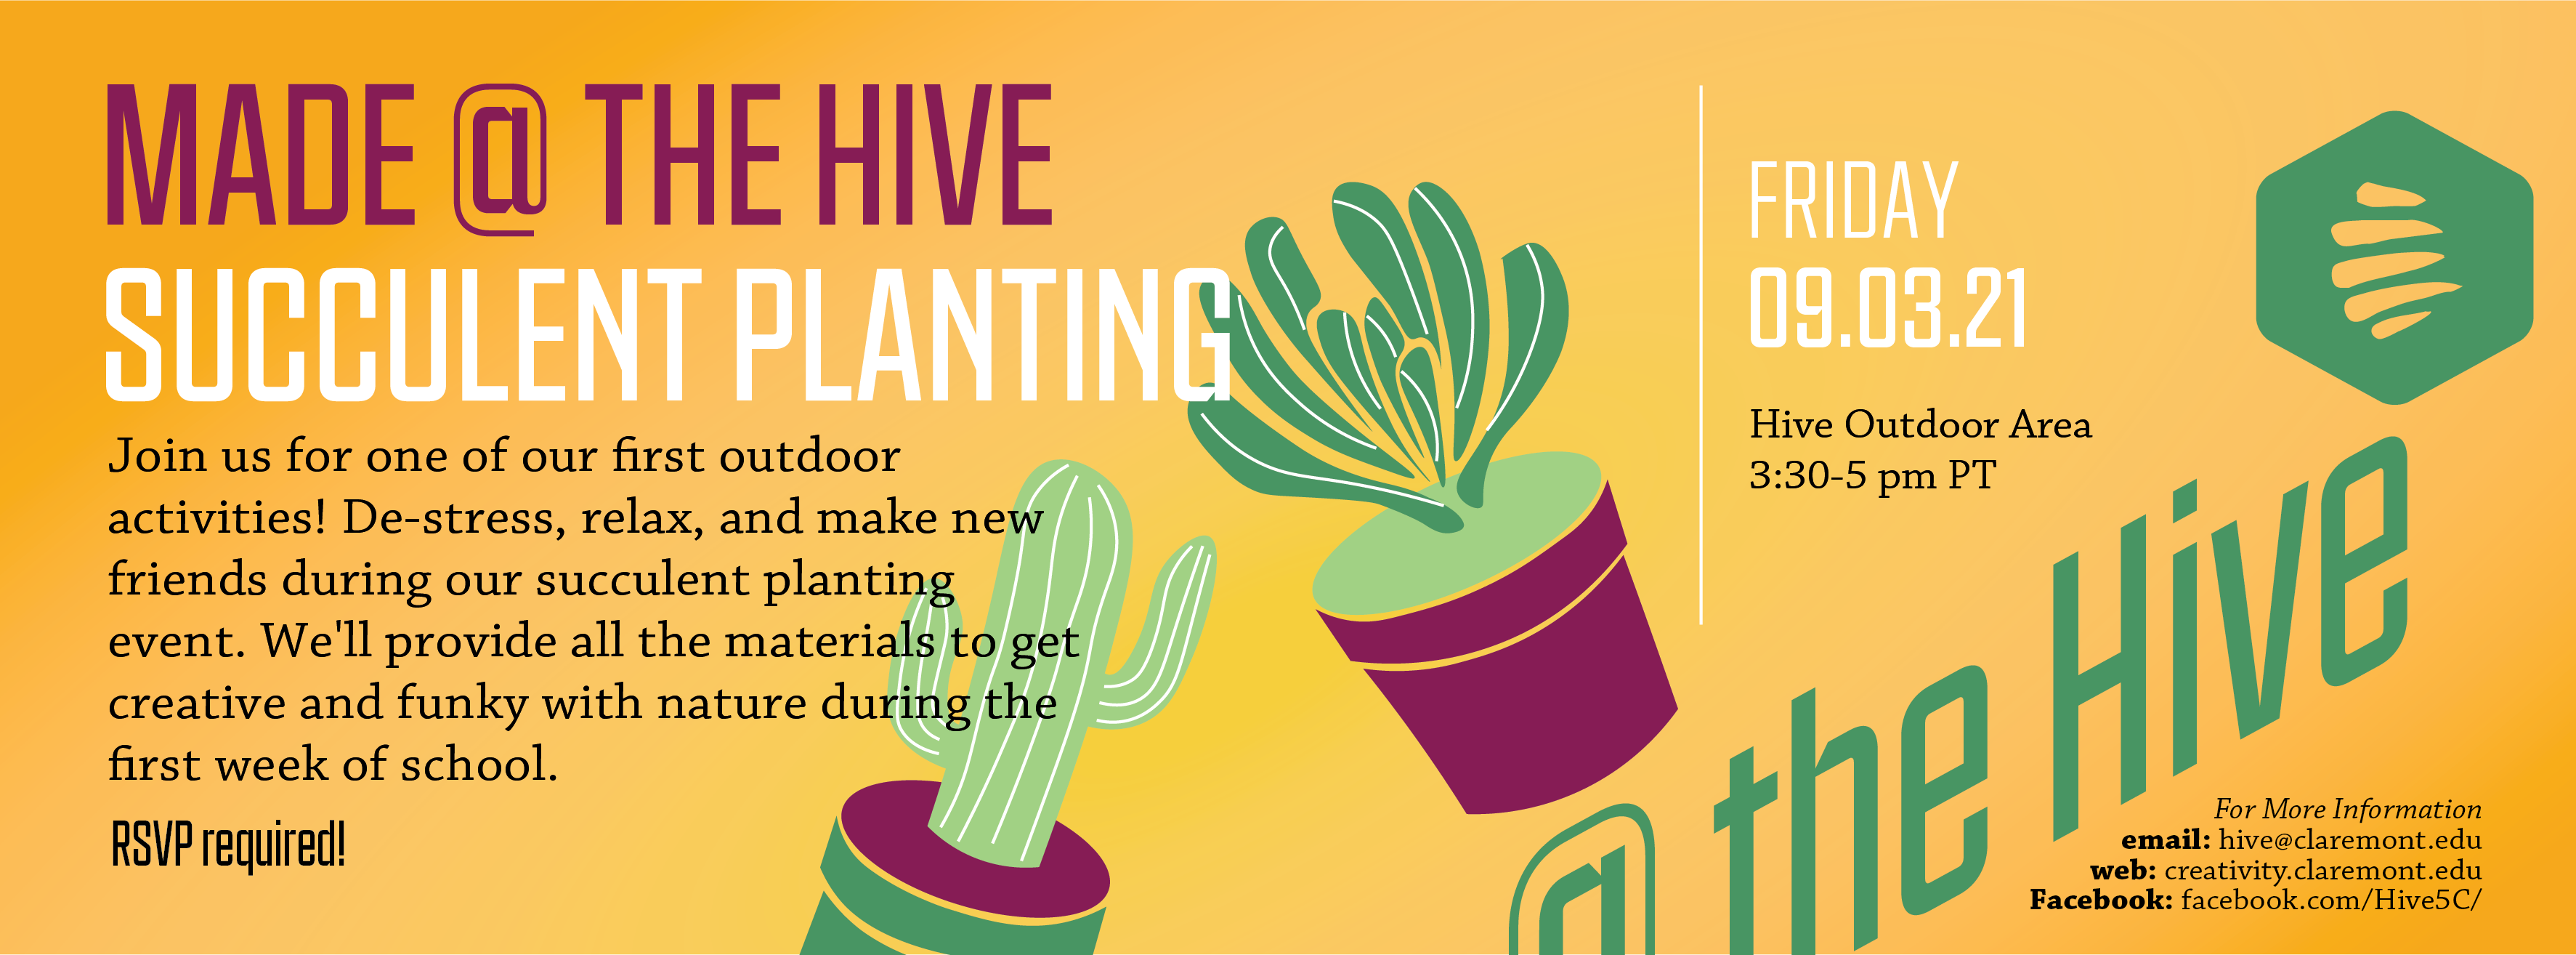 MADE @ THE HIVE
SUCCULENT PLANTING
Join us for one of our first outdoor
activities! De-stress, relax, and make new
friends during our succulent planting
event. We'll provide all the materials to get
creative and funky with nature during the
first week of school.
RSVP required!
FRIDAY
09.03.21
Hive Outdoor Area
3:30-5 pm PT
@ the Hive
For More Information
email: hive@claremont.edu
web: creativity.claremont.edu
Facebook: facebook.com/Hive5C/